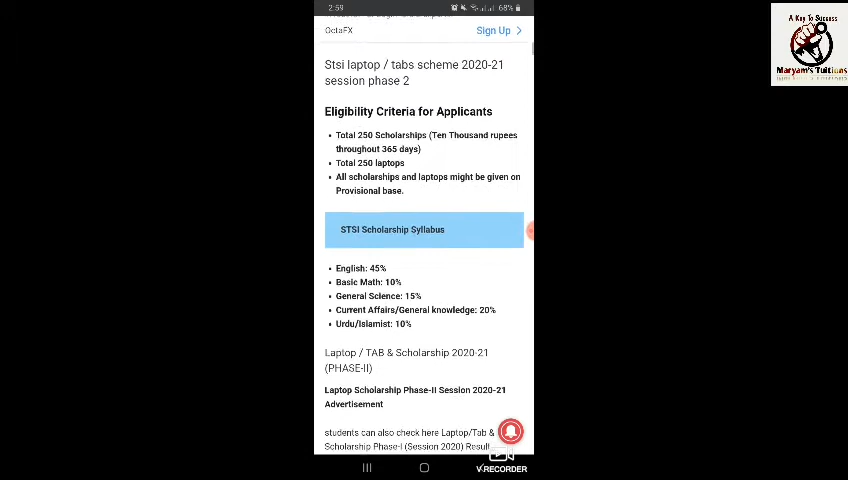 2:59
68%
OctaFX
Sign Up
Stsi laptop / tabs scheme 2020-21
session phase 2
Eligibility Criteria for Applicants
Total 250 Scholarships (Ten Thousand rupees
throughout 365 days)
Total 250 laptops
All scholarships and laptops might be given on
Provisional base.
STSI Scholarship Syllabus
English: 45%
Basic Math: 10%
General Science: 15%
Current Affairs/General knowledge: 20%
Urdu/Islamist: 10%
Laptop / TAB & Scholarship 2020-21
(PHASE-II)
Laptop Scholarship Phase-II Session 2020-21
Advertisement
students can also check here Laptop/Tab &
Scholarship Phase-I (Session 2020) Result
V.RECORDER
A Key To Success
Maryam's Tuitions